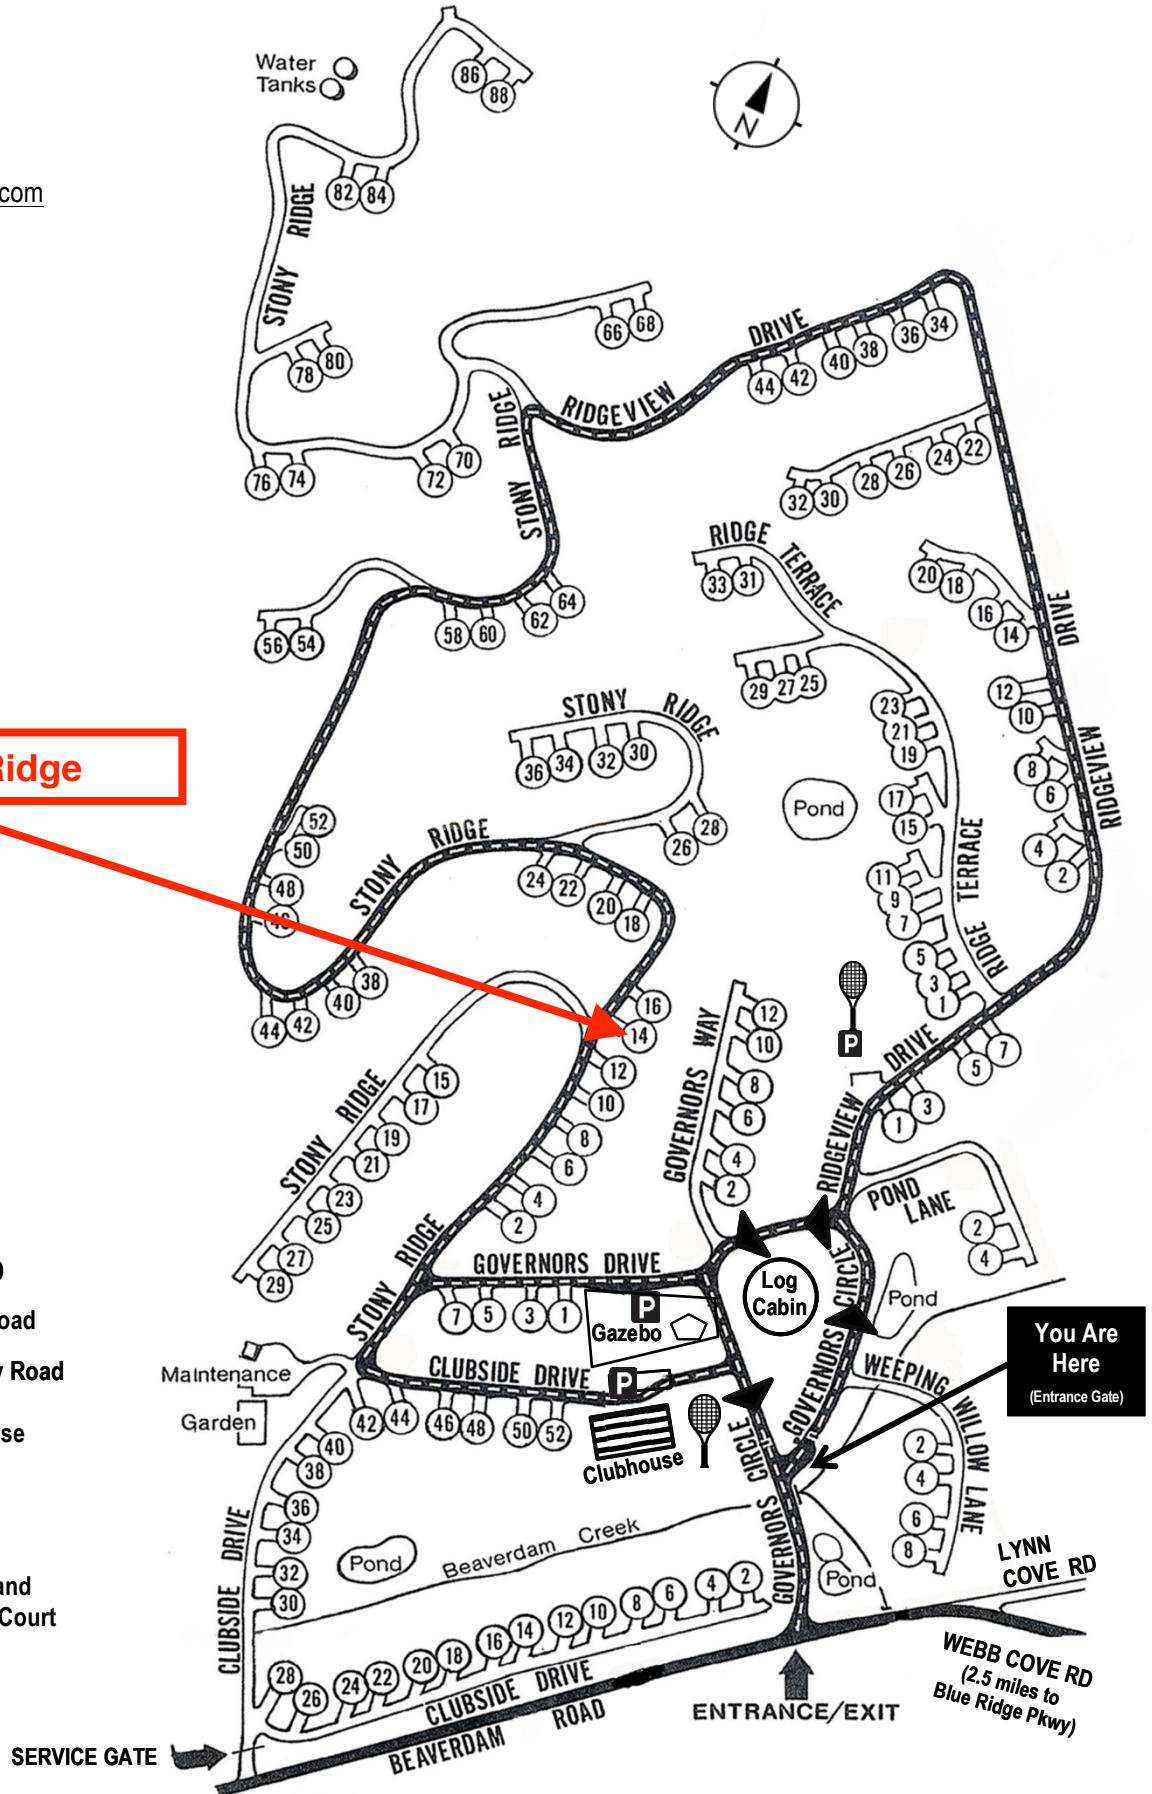 Water
Tanks
86
88
N
com
82
84
STONY RIDGE
78
80
66
68
DRIVE
34
36
38
40
42
44
RIDGEVIEW
STONY RIDGE
70
72
74
76
22
24
26
28
30
32
RIDGE TERRACE
33
31
20
18
16
14
DRIVE
64
62
60
58
56
54
29
27
25
12
10
23
21
19
STONY RIDGE
36
34
32
30
RIDGEVIEW
8
6
Ridge
Pond
17
15
28
26
52
50
48
4
2
STONY RIDGE
24
22
20
18
11
9
7
RIDGE TERRACE
5
3
1
38
40
42
44
16
14
12
10
8
6
4
2
GOVERNORS WAY
12
10
8
6
4
2
P
RIDGEVIEW DRIVE
7
5
3
1
STONY RIDGE
15
17
19
21
23
25
27
29
POND
LANE
2
4
STONY RIDGE
GOVERNORS DRIVE
7
5
3
1
P
Gazebo
Log
Cabin
GOVERNORS CIRCLE
Pond
oad
You Are
Here
(Entrance Gate)
Maintenance
y Road
CLUBSIDE DRIVE
P
WEEPING WILLOW LANE
Garden
se
42
44
46
48
50
52
Clubhouse
GOVERNORS CIRCLE
2
4
6
8
40
38
36
34
32
30
CLUBSIDE DRIVE
Pond
Beaverdam Creek
Pond
LYNN
COVE RD
and
Court
28
26
24
22
20
18
16
14
12
10
8
6
4
2
CLUBSIDE DRIVE
BEAVERDAM ROAD
WEBB COVE RD
(2.5 miles to
Blue Ridge Pkwy)
ENTRANCE/EXIT
SERVICE GATE